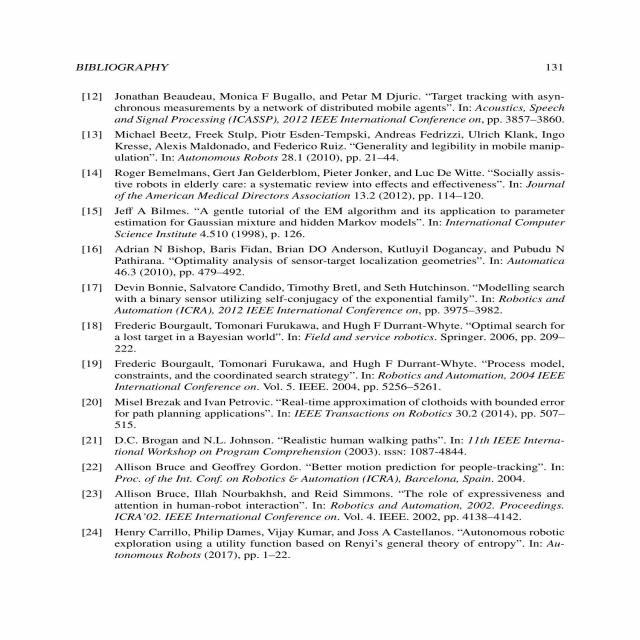 BIBLIOGRAPHY 131
[12] Jonathan Beaudeau, Monica F Bugallo, and Petar M Djuric. “Target tracking with asyn-
chronous measurements by a network of distributed mobile agents”. In: Acoustics, Speech
and Signal Processing (ICASSP), 2012 IEEE International Conference on, pp. 3857–3860.
[13] Michael Beetz, Freek Stulp, Piotr Esden-Tempski, Andreas Fedrizzi, Ulrich Klank, Ingo
Kresse, Alexis Maldonado, and Federico Ruiz. “Generality and legibility in mobile manip-
ulation”. In: Autonomous Robots 28.1 (2010), pp. 21–44.
[14] Roger Bemelmans, Gert Jan Gelderblom, Pieter Jonker, and Luc De Witte. “Socially assis-
tive robots in elderly care: a systematic review into effects and effectiveness”. In: Journal
of the American Medical Directors Association 13.2 (2012), pp. 114–120.
[15] Jeff A Bilmes. “A gentle tutorial of the EM algorithm and its application to parameter
estimation for Gaussian mixture and hidden Markov models”. In: International Computer
Science Institute 4.510 (1998), p. 126.
[16] Adrian N Bishop, Baris Fidan, Brian DO Anderson, Kutluyil Dogancay, and Pubudu N
Pathirana. “Optimality analysis of sensor-target localization geometries”. In: Automatica
46.3 (2010), pp. 479–492.
[17] Devin Bonnie, Salvatore Candido, Timothy Bretl, and Seth Hutchinson. “Modelling search
with a binary sensor utilizing self-conjugacy of the exponential family”. In: Robotics and
Automation (ICRA), 2012 IEEE International Conference on, pp. 3975–3982.
[18] Frederic Bourgault, Tomonari Furukawa, and Hugh F Durrant-Whyte. “Optimal search for
a lost target in a Bayesian world”. In: Field and service robotics. Springer. 2006, pp. 209–
222.
[19] Frederic Bourgault, Tomonari Furukawa, and Hugh F Durrant-Whyte. “Process model,
constraints, and the coordinated search strategy”. In: Robotics and Automation, 2004 IEEE
International Conference on. Vol. 5. IEEE. 2004, pp. 5256–5261.
[20] Misel Brezak and Ivan Petrovic. “Real-time approximation of clothoids with bounded error
for path planning applications”. In: IEEE Transactions on Robotics 30.2 (2014), pp. 507–
515.
[21] D.C. Brogan and N.L. Johnson. “Realistic human walking paths”. In: 11th IEEE Interna-
tional Workshop on Program Comprehension (2003). ISSN: 1087-4844.
[22] Allison Bruce and Geoffrey Gordon. “Better motion prediction for people-tracking”. In:
Proc. of the Int. Conf. on Robotics & Automation (ICRA), Barcelona, Spain. 2004.
[23] Allison Bruce, Illah Nourbakhsh, and Reid Simmons. “The role of expressiveness and
attention in human-robot interaction”. In: Robotics and Automation, 2002. Proceedings.
ICRA’02. IEEE International Conference on. Vol. 4. IEEE. 2002, pp. 4138–4142.
[24] Henry Carrillo, Philip Dames, Vijay Kumar, and Joss A Castellanos. “Autonomous robotic
exploration using a utility function based on Renyi’s general theory of entropy”. In: Au-
tonomous Robots (2017), pp. 1–22.